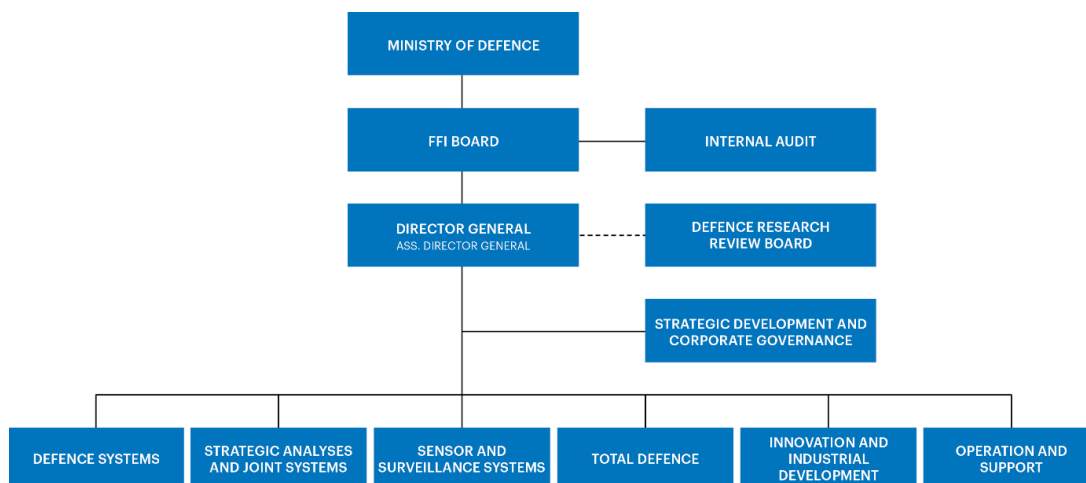 MINISTRY OF DEFENCE
FFI BOARD
INTERNAL AUDIT
DIRECTOR GENERAL
ASS. DIRECTOR GENERAL
DEFENCE RESEARCH
REVIEW BOARD
STRATEGIC DEVELOPMENT AND
CORPORATE GOVERNANCE
DEFENCE SYSTEMS
STRATEGIC ANALYSES
AND JOINT SYSTEMS
SENSOR AND
SURVEILLANCE SYSTEMS
TOTAL DEFENCE
INNOVATION AND
INDUSTRIAL
DEVELOPMENT
OPERATION AND
SUPPORT